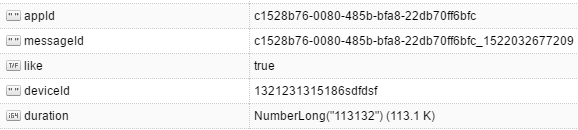 "" appId c1528b76-0080-485b-bfa8-22db70ff6bfc
"" messageId c1528b76-0080-485b-bfa8-22db70ff6bfc_1522032677209
T/F like true
"" deviceId 1321231315186sdfdsf
i64 duration NumberLong("113132") (113.1 K)